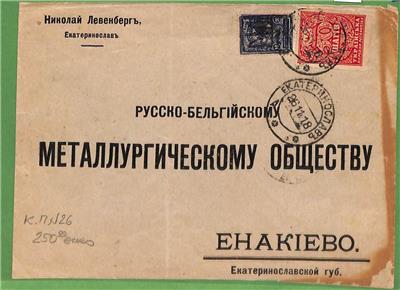 Николай Левенбергъ,
Екатеринославъ
РУССКО-БЕЛЬГІЙСКОМУ
ЕКАТЕРИНОСЛАВЪ
МЕТАЛЛУРГИЧЕСКОМУ ОБЩЕСТВУ
ЕНАКІЕВО.
Екатеринославской губ.